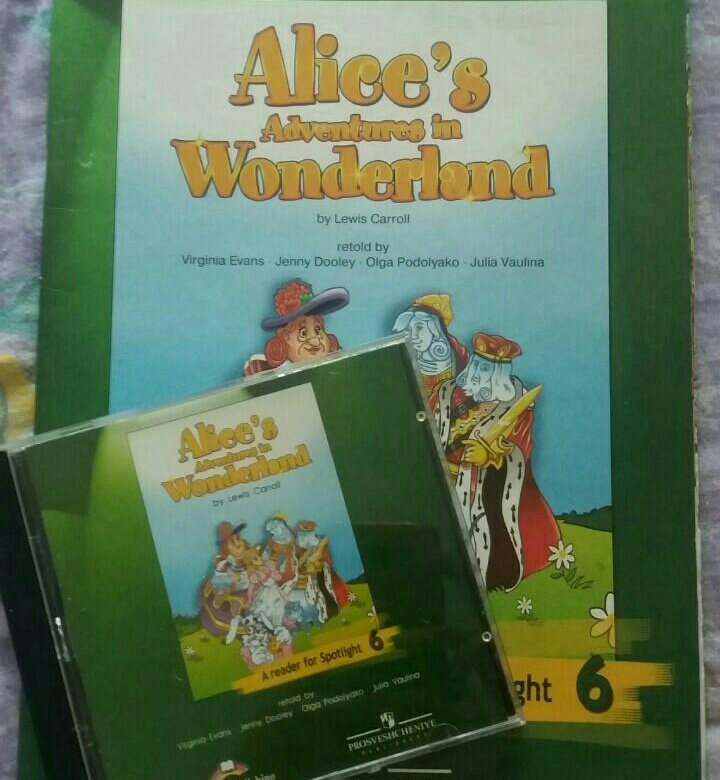 Alice's
Adventures in
Wonderland
by Lewis Carroll
retold by
Virginia Evans · Jenny Dooley · Olga Podolyako · Julia Vaulina
ght 6
Alice's
Adventures in
Wonderland
by Lewis Carroll
A reader for Spotlight 6
retold by
Virginia Evans · Jenny Dooley · Olga Podolyako · Julia Vaulina
PROSVESHCHENIYE
PUBLISHERS